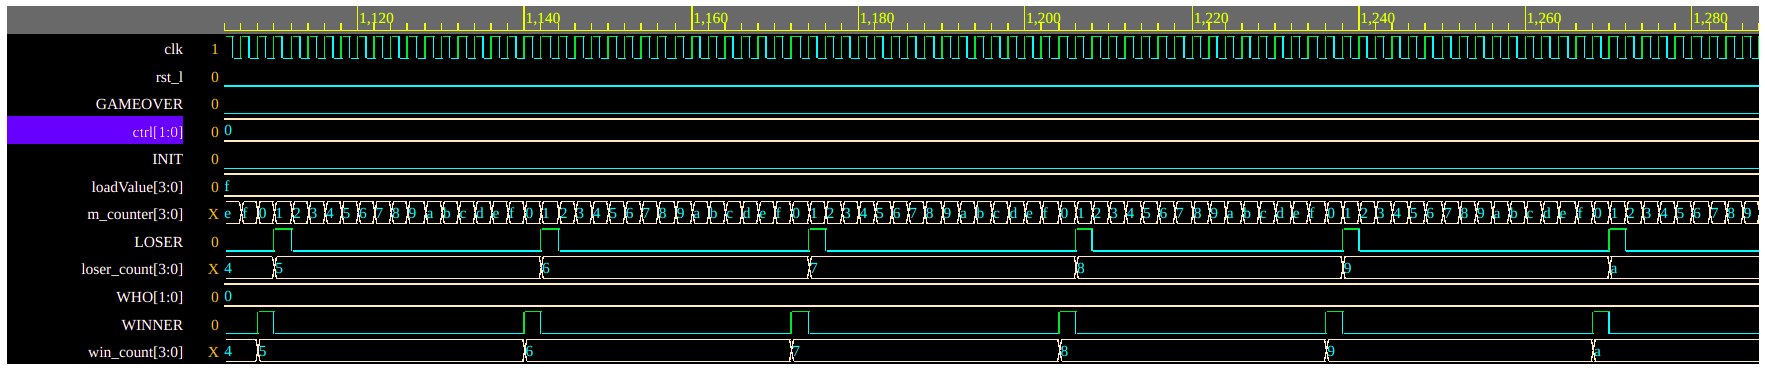 1,120 1,140 1,160 1,180 1,200 1,220 1,240 1,260 1,280
clk 1
rst_l 0
GAMEOVER 0
ctrl[1:0] 0 0
INIT 0
loadValue[3:0] 0 f
m_counter[3:0] X e f 0 1 2 3 4 5 6 7 8 9 a b c d e f 0 1 2 3 4 5 6 7 8 9 a b c d e f 0 1 2 3 4 5 6 7 8 9 a b c d e f 0 1 2 3 4 5 6 7 8 9 a b c d e f 0 1 2 3 4 5 6 7 8 9 a b c d e f 0 1 2 3 4 5 6 7 8 9
LOSER 0
loser_count[3:0] X 4 5 6 7 8 9 a
WHO[1:0] 0 0
WINNER 0
win_count[3:0] X 4 5 6 7 8 9 a